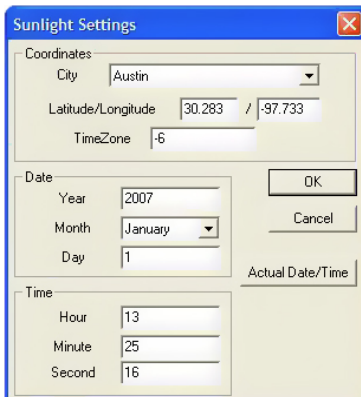 Sunlight Settings
Coordinates
City Austin
Latitude/Longitude 30.283 / -97.733
TimeZone -6
Date
Year 2007
Month January
Day 1
OK
Cancel
Actual Date/Time
Time
Hour 13
Minute 25
Second 16